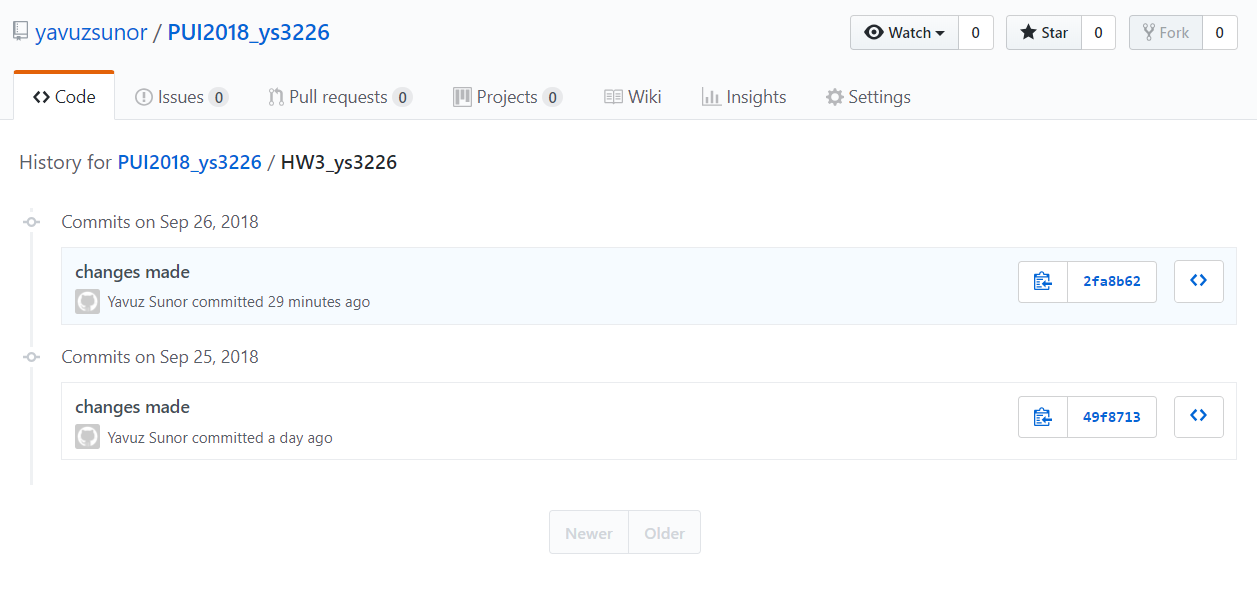 yavuzsunor / PUI2018_ys3226
Watch 0 Star 0 Fork 0
Code Issues 0 Pull requests 0 Projects 0 Wiki Insights Settings
History for PUI2018_ys3226 / HW3_ys3226
Commits on Sep 26, 2018
changes made
Yavuz Sunor committed 29 minutes ago
2fa8b62
Commits on Sep 25, 2018
changes made
Yavuz Sunor committed a day ago
49f8713
Newer Older